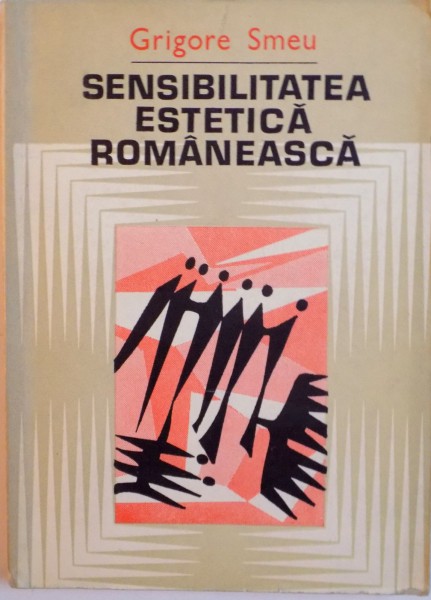 Grigore Smeu
SENSIBILITATEA
ESTETICĂ
ROMÂNEASCĂ